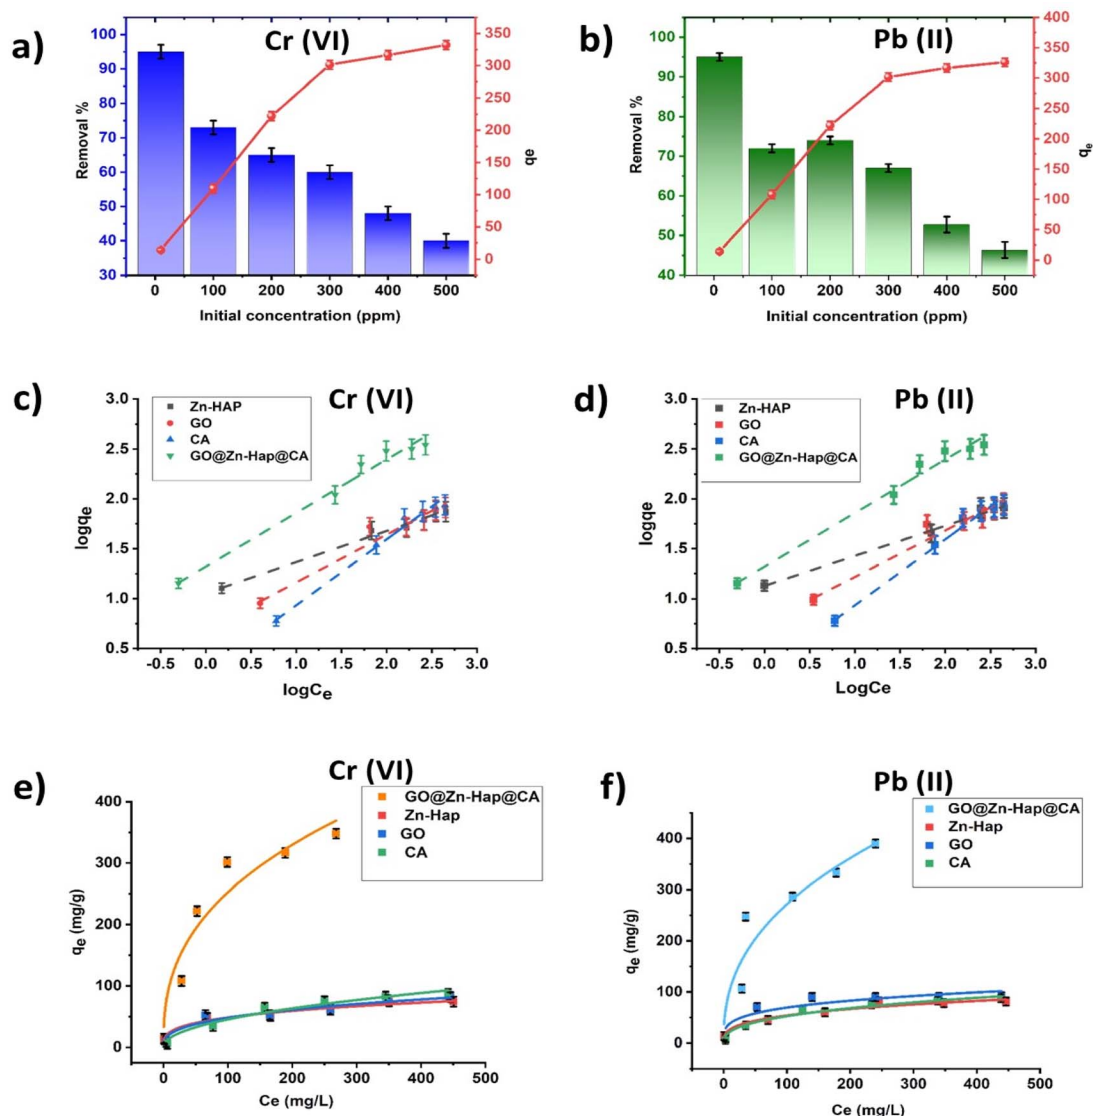 a)
Cr (VI)
Removal %
100
90
80
70
60
50
40
30
350
300
250
200
150
100
50
0
qe
0 100 200 300 400 500
Initial concentration (ppm)
b)
Pb (II)
Removal %
100
90
80
70
60
50
40
400
350
300
250
200
150
100
50
0
qe
0 100 200 300 400 500
Initial concentration (ppm)
c)
Cr (VI)
Zn-HAP
GO
CA
GO@Zn-Hap@CA
logqe
3.0
2.5
2.0
1.5
1.0
0.5
-0.5 0.0 0.5 1.0 1.5 2.0 2.5 3.0
logCe
d)
Pb (II)
Zn-HAP
GO
CA
GO@Zn-Hap@CA
logqe
3.0
2.5
2.0
1.5
1.0
0.5
-0.5 0.0 0.5 1.0 1.5 2.0 2.5 3.0
LogCe
e)
Cr (VI)
GO@Zn-Hap@CA
Zn-Hap
GO
CA
qe (mg/g)
400
300
200
100
0
0 100 200 300 400 500
Ce (mg/L)
f)
Pb (II)
GO@Zn-Hap@CA
Zn-Hap
GO
CA
qe (mg/g)
400
300
200
100
0
0 100 200 300 400 500
Ce (mg/L)